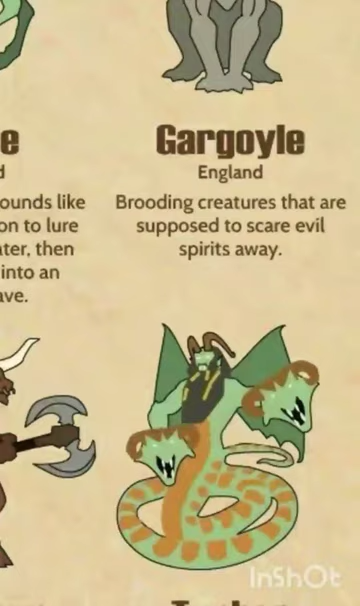 e
Gargoyle
d
England
ounds like
on to lure
ater, then
into an
ave.
Brooding creatures that are
supposed to scare evil
spirits away.
InShOt